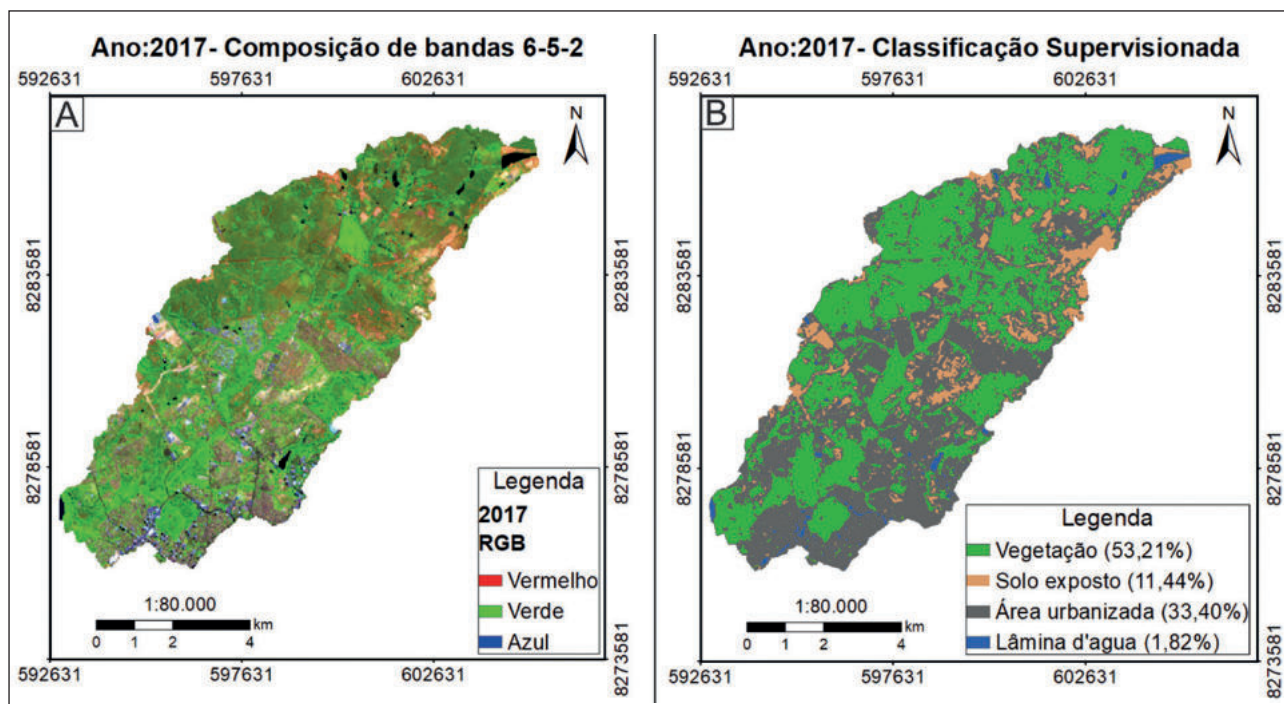 Ano:2017- Composição de bandas 6-5-2
592631 597631 602631
A
N
8283581
8278581
8273581
Legenda
2017
RGB
Vermelho
Verde
Azul
1:80.000
0 1 2 4 km
592631 597631 602631
Ano:2017- Classificação Supervisionada
592631 597631 602631
B
N
8283581
8278581
8273581
Legenda
Vegetação (53,21%)
Solo exposto (11,44%)
Área urbanizada (33,40%)
Lâmina d'agua (1,82%)
1:80.000
0 1 2 4 km
592631 597631 602631